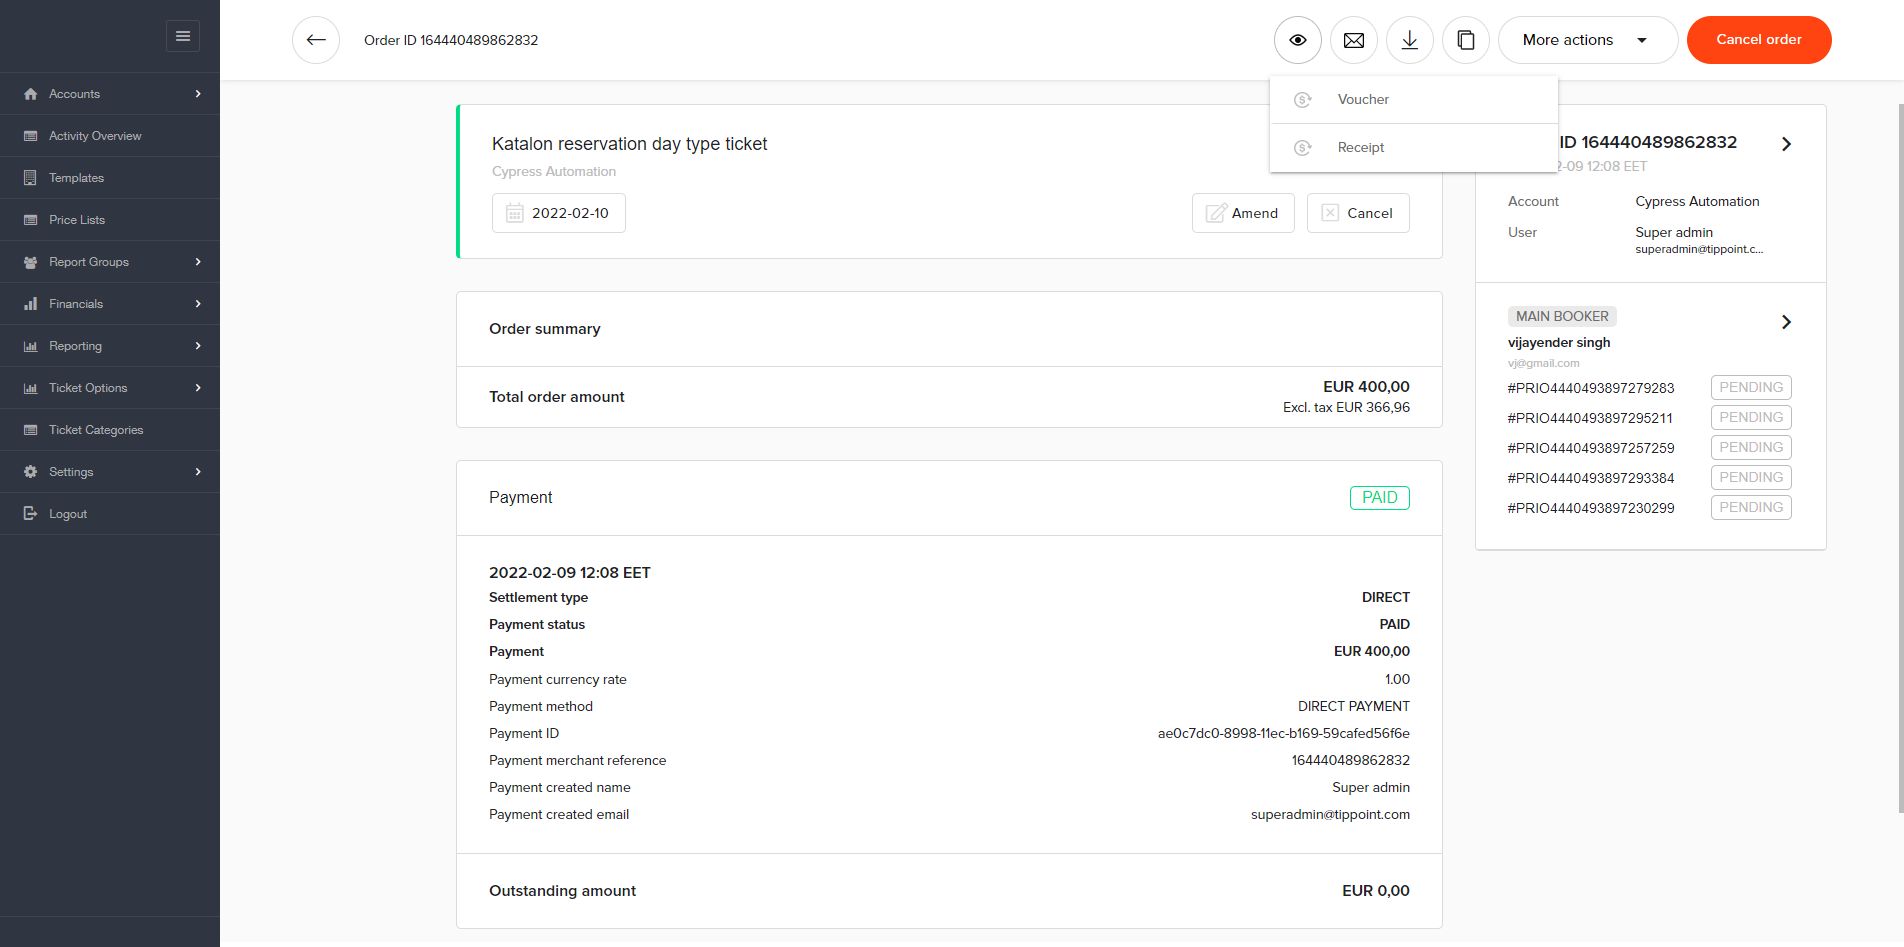 Order ID 164440489862832
More actions
Cancel order
Accounts
Activity Overview
Templates
Price Lists
Report Groups
Financials
Reporting
Ticket Options
Ticket Categories
Settings
Logout
Voucher
Receipt
Katalon reservation day type ticket
Cypress Automation
2022-02-10
Amend
Cancel
Order summary
Total order amount
EUR 400,00
Excl. tax EUR 366,96
Payment
PAID
2022-02-09 12:08 EET
Settlement type DIRECT
Payment status PAID
Payment EUR 400,00
Payment currency rate 1.00
Payment method DIRECT PAYMENT
Payment ID ae0c7dc0-8998-11ec-b169-59cafed56f6e
Payment merchant reference 164440489862832
Payment created name Super admin
Payment created email superadmin@tippoint.com
Outstanding amount EUR 0,00
ID 164440489862832
-09 12:08 EET
Account Cypress Automation
User Super admin
superadmin@tippoint.c...
MAIN BOOKER
vijayender singh
vj@gmail.com
#PRIO4440493897279283 PENDING
#PRIO4440493897295211 PENDING
#PRIO4440493897257259 PENDING
#PRIO4440493897293384 PENDING
#PRIO4440493897230299 PENDING